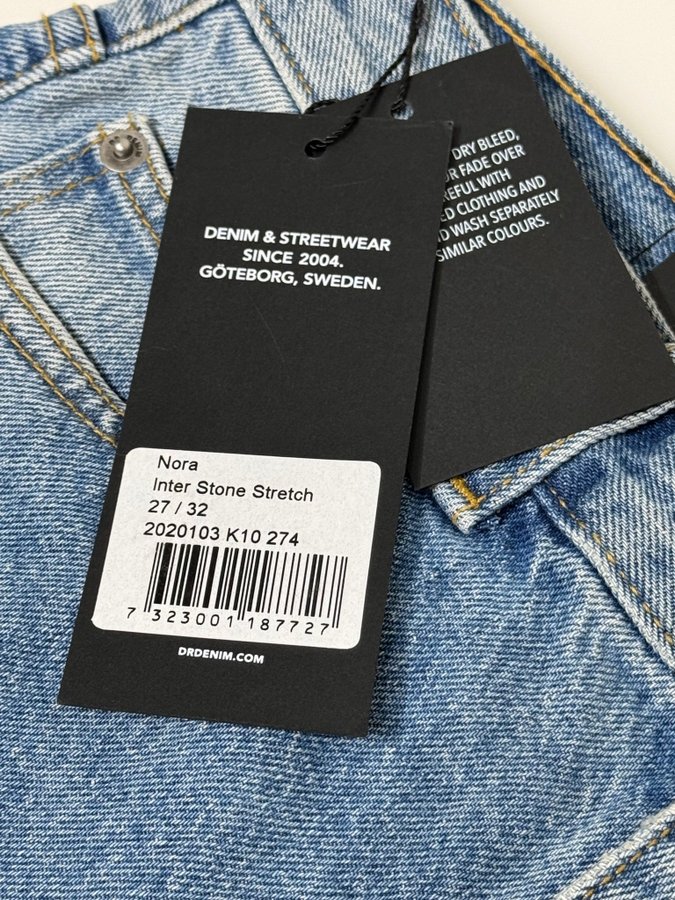 DENIM & STREETWEAR
SINCE 2004.
GÖTEBORG, SWEDEN.
Nora
Inter Stone Stretch
27 / 32
2020103 K10 274
7 323001 187727
DRDENIM.COM
DRY BLEED,
FADE OVER
WITH
CLOTHING AND
WASH SEPARATELY
SIMILAR COLOURS.